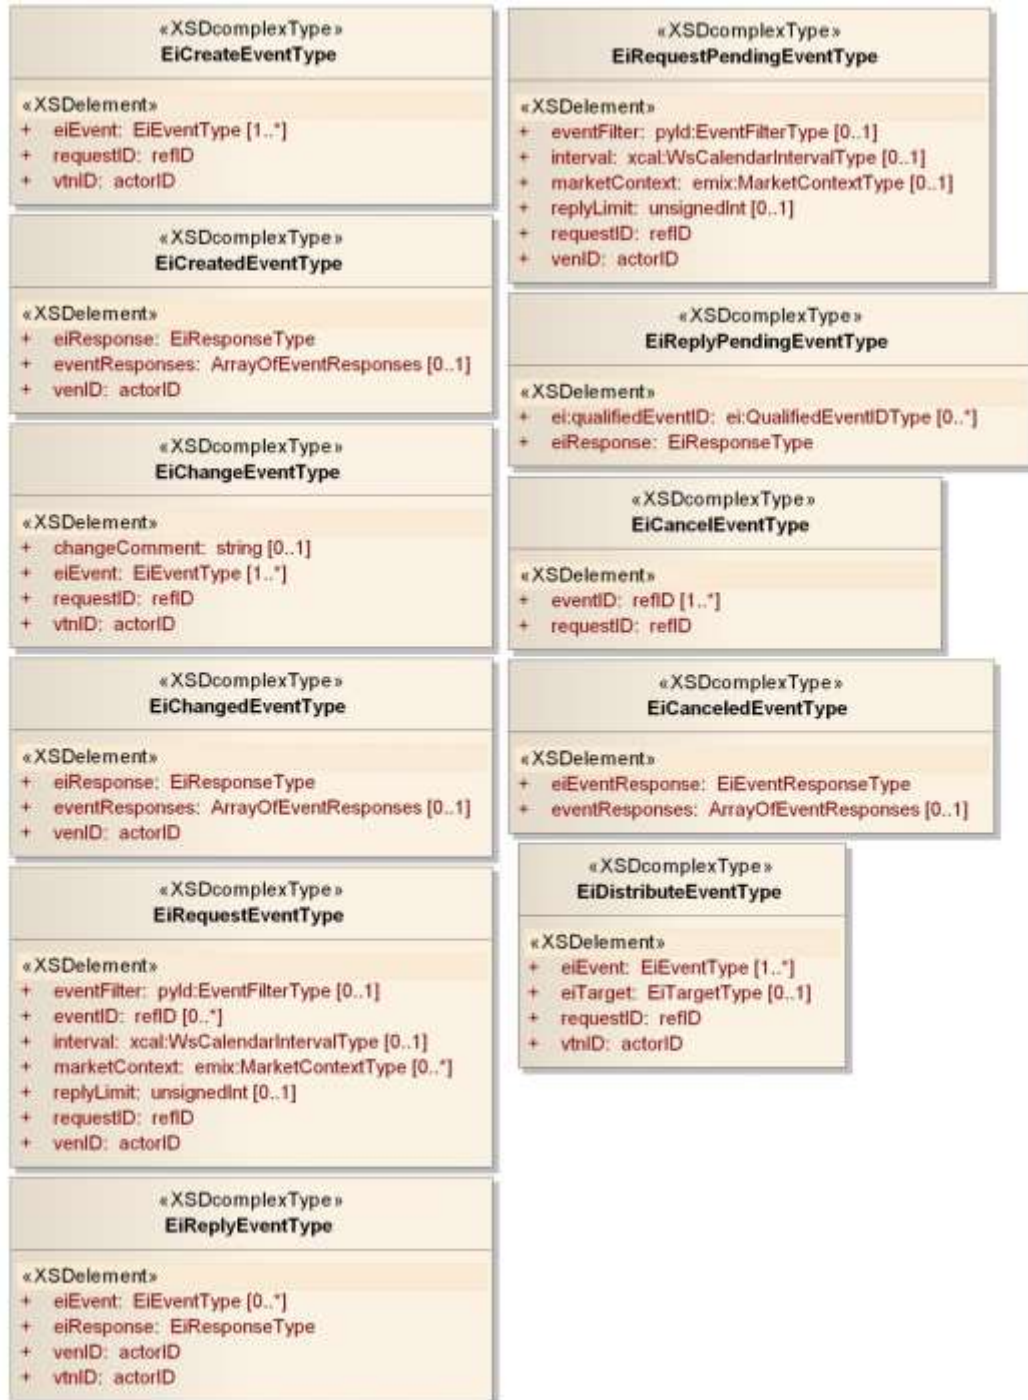 «XSDcomplexType»
EiCreateEventType
«XSDelement»
+ eiEvent: EiEventType [1..*]
+ requestID: refID
+ vtnID: actorID
«XSDcomplexType»
EiCreatedEventType
«XSDelement»
+ eiResponse: EiResponseType
+ eventResponses: ArrayOfEventResponses [0..1]
+ venID: actorID
«XSDcomplexType»
EiChangeEventType
«XSDelement»
+ changeComment: string [0..1]
+ eiEvent: EiEventType [1..*]
+ requestID: refID
+ vtnID: actorID
«XSDcomplexType»
EiChangedEventType
«XSDelement»
+ eiResponse: EiResponseType
+ eventResponses: ArrayOfEventResponses [0..1]
+ venID: actorID
«XSDcomplexType»
EiRequestEventType
«XSDelement»
+ eventFilter: pyld:EventFilterType [0..1]
+ eventID: refID [0..*]
+ interval: xcal:WsCalendarIntervalType [0..1]
+ marketContext: emix:MarketContextType [0..*]
+ replyLimit: unsignedInt [0..1]
+ requestID: refID
+ venID: actorID
«XSDcomplexType»
EiReplyEventType
«XSDelement»
+ eiEvent: EiEventType [0..*]
+ eiResponse: EiResponseType
+ venID: actorID
+ vtnID: actorID
«XSDcomplexType»
EiRequestPendingEventType
«XSDelement»
+ eventFilter: pyld:EventFilterType [0..1]
+ interval: xcal:WsCalendarIntervalType [0..1]
+ marketContext: emix:MarketContextType [0..1]
+ replyLimit: unsignedInt [0..1]
+ requestID: refID
+ venID: actorID
«XSDcomplexType»
EiReplyPendingEventType
«XSDelement»
+ ei:qualifiedEventID: ei:QualifiedEventIDType [0..*]
+ eiResponse: EiResponseType
«XSDcomplexType»
EiCancelEventType
«XSDelement»
+ eventID: refID [1..*]
+ requestID: refID
«XSDcomplexType»
EiCanceledEventType
«XSDelement»
+ eiEventResponse: EiEventResponseType
+ eventResponses: ArrayOfEventResponses [0..1]
«XSDcomplexType»
EiDistributeEventType
«XSDelement»
+ eiEvent: EiEventType [1..*]
+ eiTarget: EiTargetType [0..1]
+ requestID: refID
+ vtnID: actorID